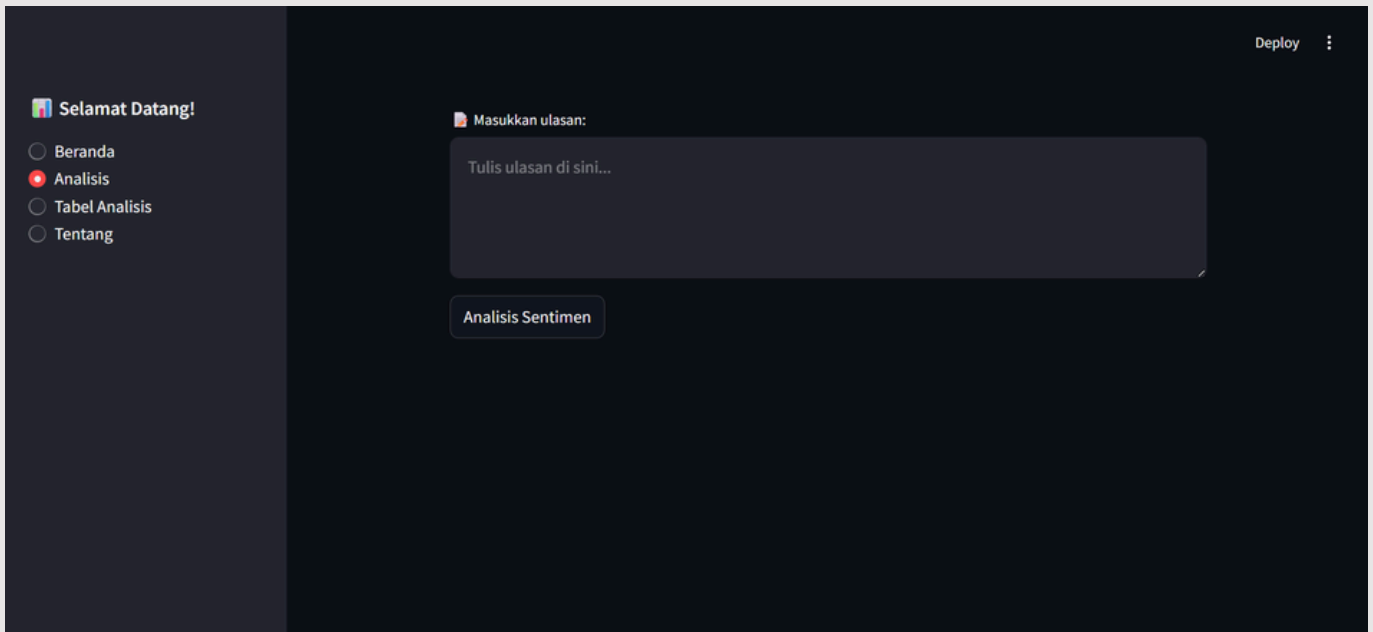 Deploy
Selamat Datang!
Beranda
Analisis
Tabel Analisis
Tentang
Masukkan ulasan:
Tulis ulasan di sini...
Analisis Sentimen